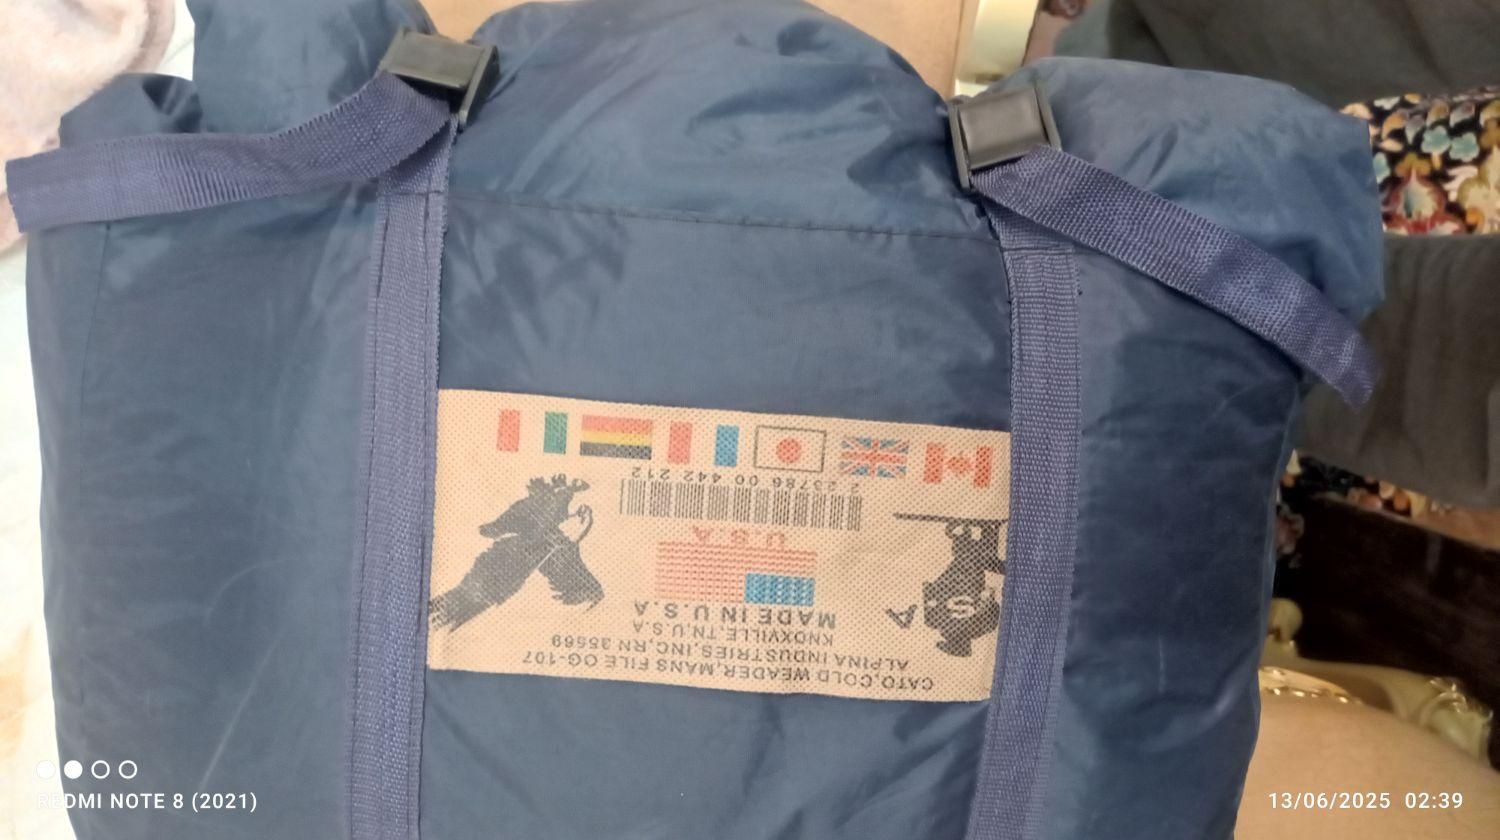 CATO,COLD WEADER,MANS FILE OG-107
ALPINA INDUSTRIES,INC,RN 35569
KNOXVILLE,TN,U.S.A
MADE IN U.S.A
U.S.A
23786 00 442 212
REDMI NOTE 8 (2021)
13/06/2025 02:39